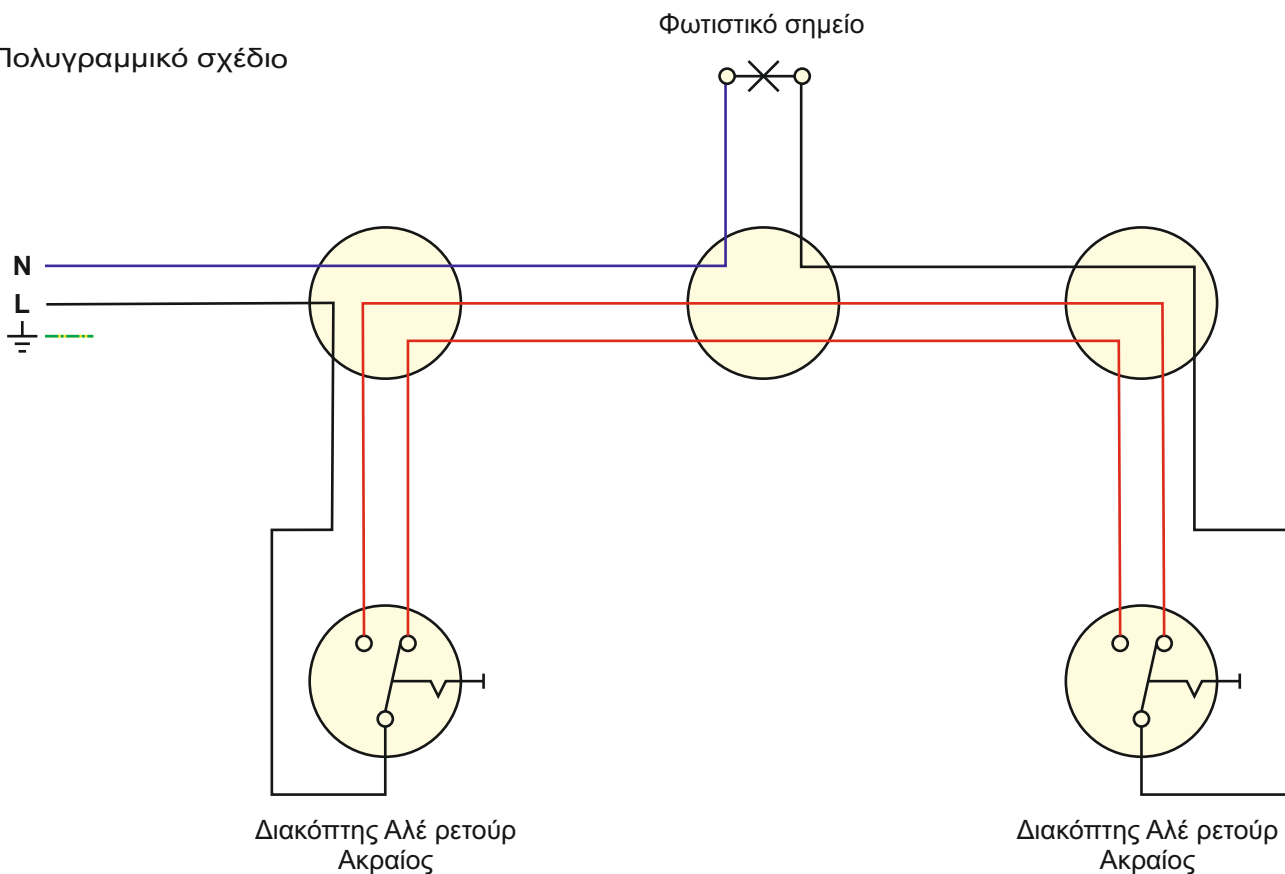 Φωτιστικό σημείο
Πολυγραμμικό σχέδιο
N
L
Διακόπτης Αλέ ρετούρ
Ακραίος
Διακόπτης Αλέ ρετούρ
Ακραίος